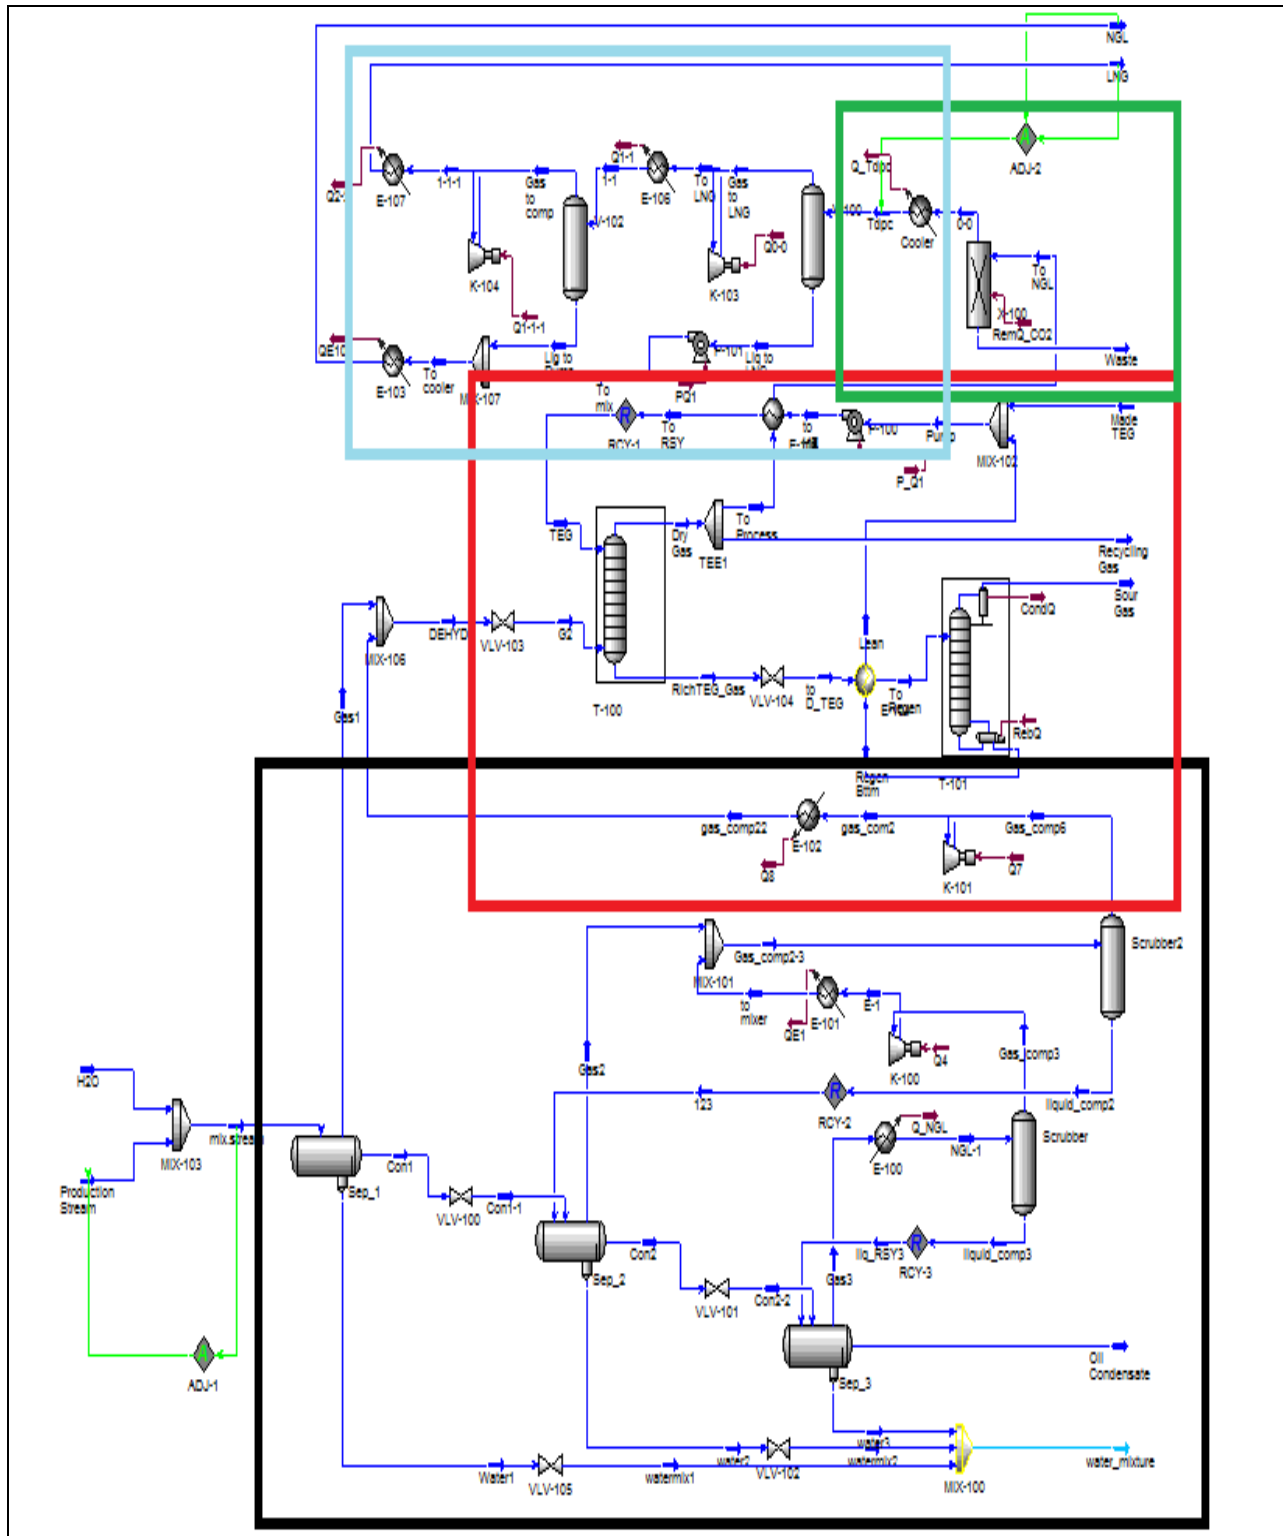 NGL
LNG
ADJ-2
Q_Tdpc
Q1-1
Q2-
E-107
1-1-1
Gas
to
comp
V-102
1-1
E-106
To
LNG
Gas
to
LNG
Tdpc
Cooler
0-0
To
NGL
Q0-0
K-104
K-103
X-100
RemQ_CO2
Q1-1-1
QE10
E-103
To
cooler
MIX-107
Liq to
P-101
Liq to
Waste
PQ1
To
mix
RCY-1
To
RSY
to
P-100
Pump
MIX-102
Made
TEG
P_Q1
TEG
Dry
Gas
TEE1
To
Process
Recycling
Gas
Sour
Gas
CondQ
DEHYD
VLV-103
G2
MIX-106
Lean
RichTEG_Gas
VLV-104
to
D_TEG
To
Regen
RebQ
Gas1
T-100
Regen
Bttm
T-101
gas_comp22
E-102
gas_com2
Gas_comp6
Q8
K-101
Q7
MIX-101
Gas_comp2-3
Scrubber2
to
mixer
QE1
E-101
E-1
K-100
Q4
Gas_comp3
Gas2
H2O
123
RCY-2
liquid_comp2
MIX-103
mix.stream
Production
Stream
Sep_1
Con1
VLV-100
Con1-1
E-100
Q_NGL
NGL-1
Scrubber
Sep_2
Con2
VLV-101
Con2-2
Gas3
liq_RSY3
RCY-3
liquid_comp3
Sep_3
Oil
Condensate
ADJ-1
water3
water2
VLV-102
watermix2
water_mixture
Water1
VLV-105
watermix1
MIX-100